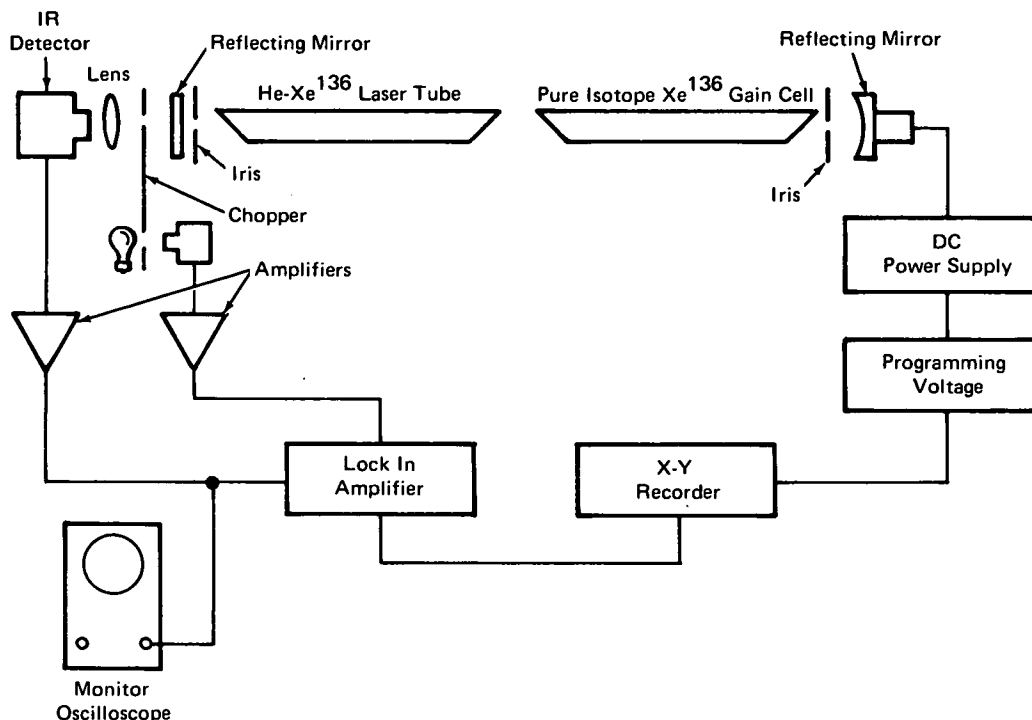 IR
Detector
Lens
Reflecting Mirror
He-Xe136 Laser Tube
Pure Isotope Xe136 Gain Cell
Reflecting Mirror
Iris
Iris
Chopper
Amplifiers
DC
Power Supply
Programming
Voltage
Lock In
Amplifier
X-Y
Recorder
Monitor
Oscilloscope